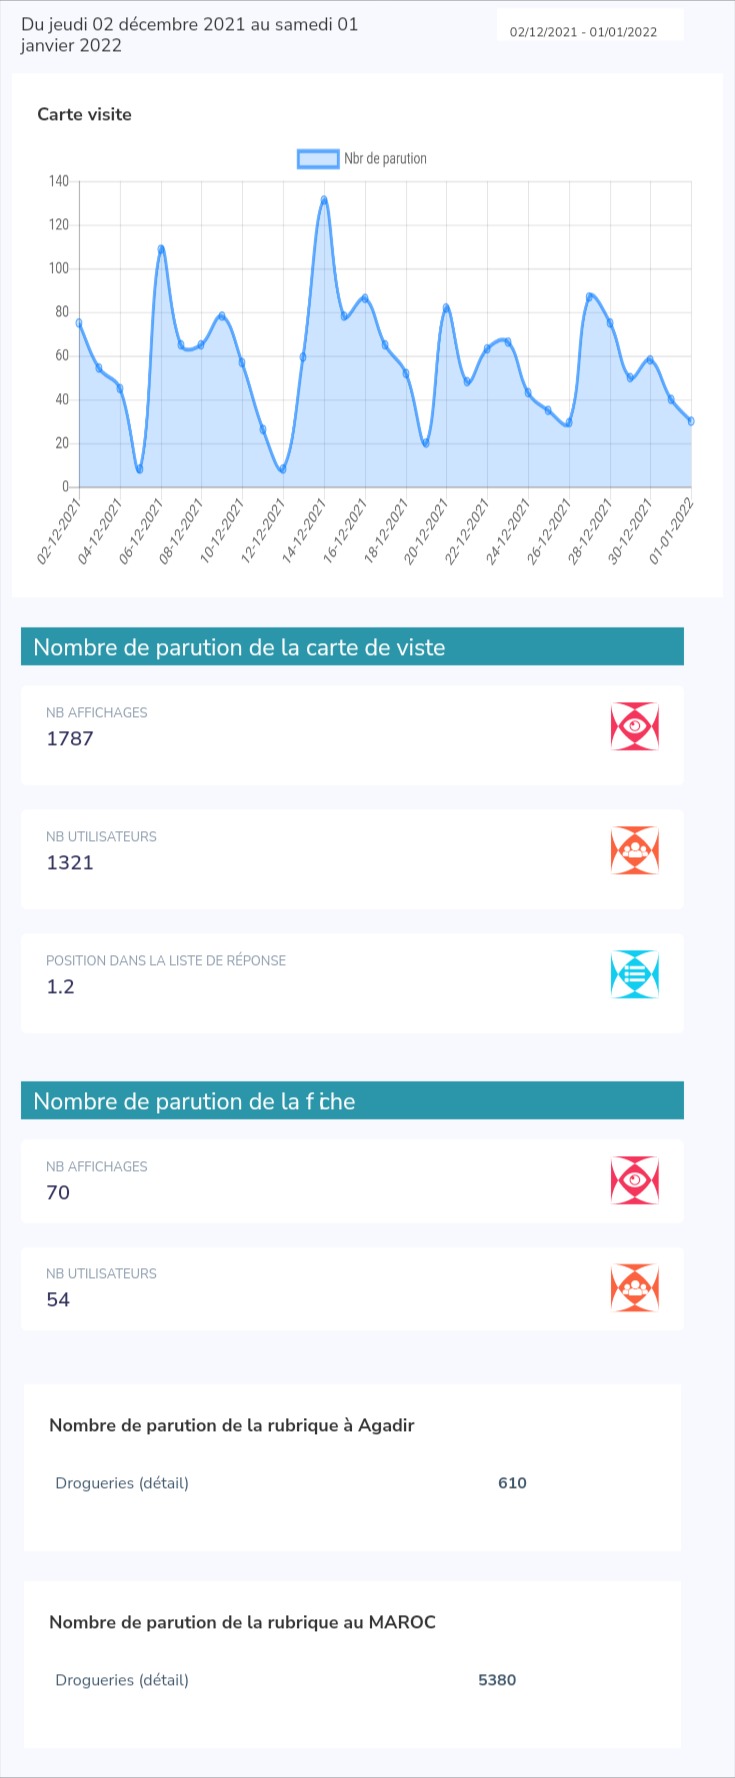 Du jeudi 02 décembre 2021 au samedi 01
janvier 2022
02/12/2021 - 01/01/2022
Carte visite
Nbr de parution
140
120
100
80
60
40
20
0
02-12-2021
04-12-2021
06-12-2021
08-12-2021
10-12-2021
12-12-2021
14-12-2021
16-12-2021
18-12-2021
20-12-2021
22-12-2021
24-12-2021
26-12-2021
28-12-2021
30-12-2021
01-01-2022
Nombre de parution de la carte de viste
NB AFFICHAGES
1787
NB UTILISATEURS
1321
POSITION DANS LA LISTE DE RÉPONSE
1.2
Nombre de parution de la fiche
NB AFFICHAGES
70
NB UTILISATEURS
54
Nombre de parution de la rubrique à Agadir
Drogueries (détail) 610
Nombre de parution de la rubrique au MAROC
Drogueries (détail) 5380